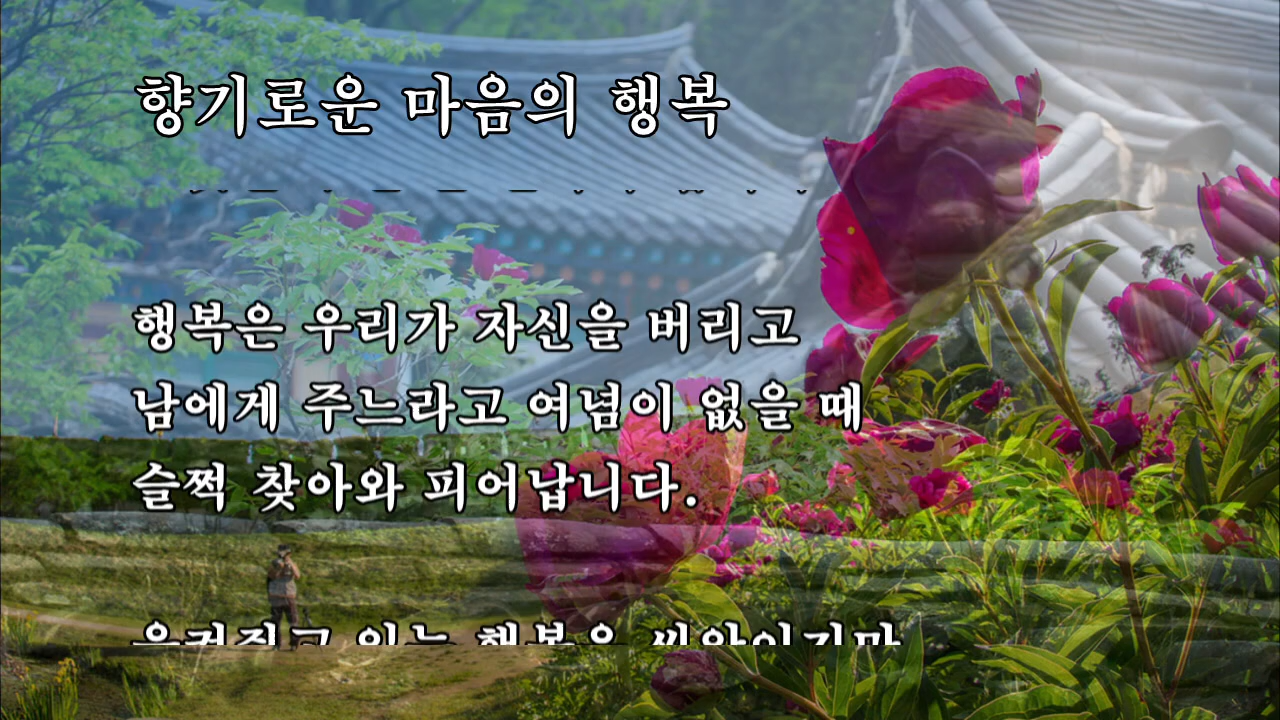 향기로운 마음의 행복
행복은 우리가 자신을 버리고
남에게 주느라고 여념이 없을 때
슬쩍 찾아와 피어납니다.
움켜쥐고 있는 행복은 씨앗이지만